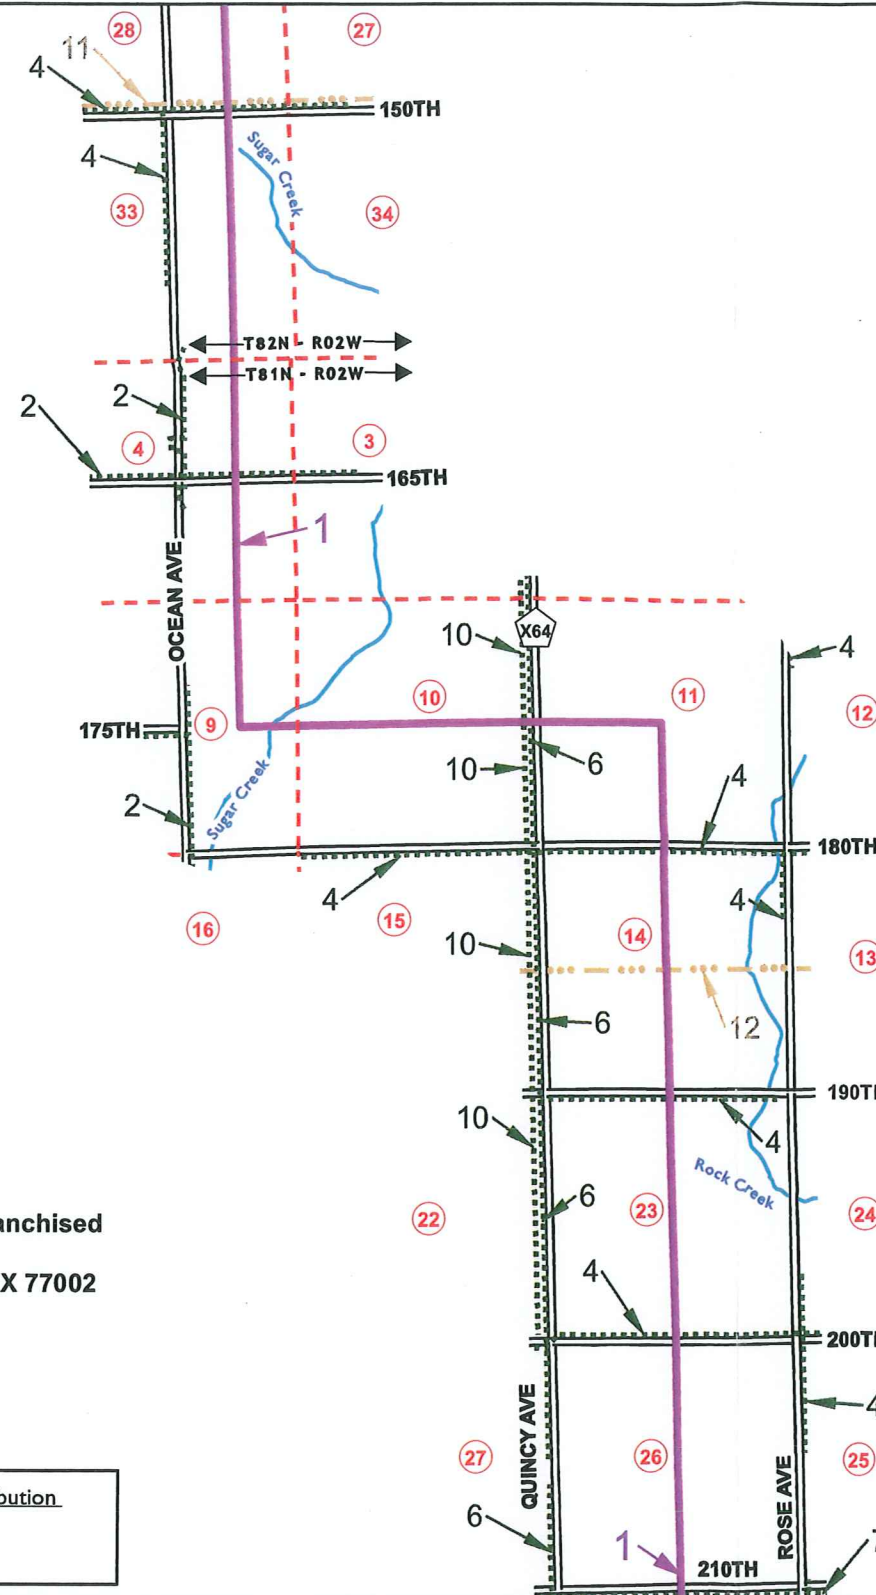 28
27
11
4
150TH
Sugar Creek
4
33
34
T82N - R02W
T81N - R02W
2
2
4
3
165TH
1
OCEAN AVE
X64
10
4
10
11
12
9
175TH
6
10
4
2
Sugar Creek
180TH
4
4
16
15
14
10
13
6
12
190TH
10
4
Rock Creek
6
22
23
24
anchised
X 77002
4
200TH
QUINCY AVE
4
27
26
25
ROSE AVE
6
1
210TH
7